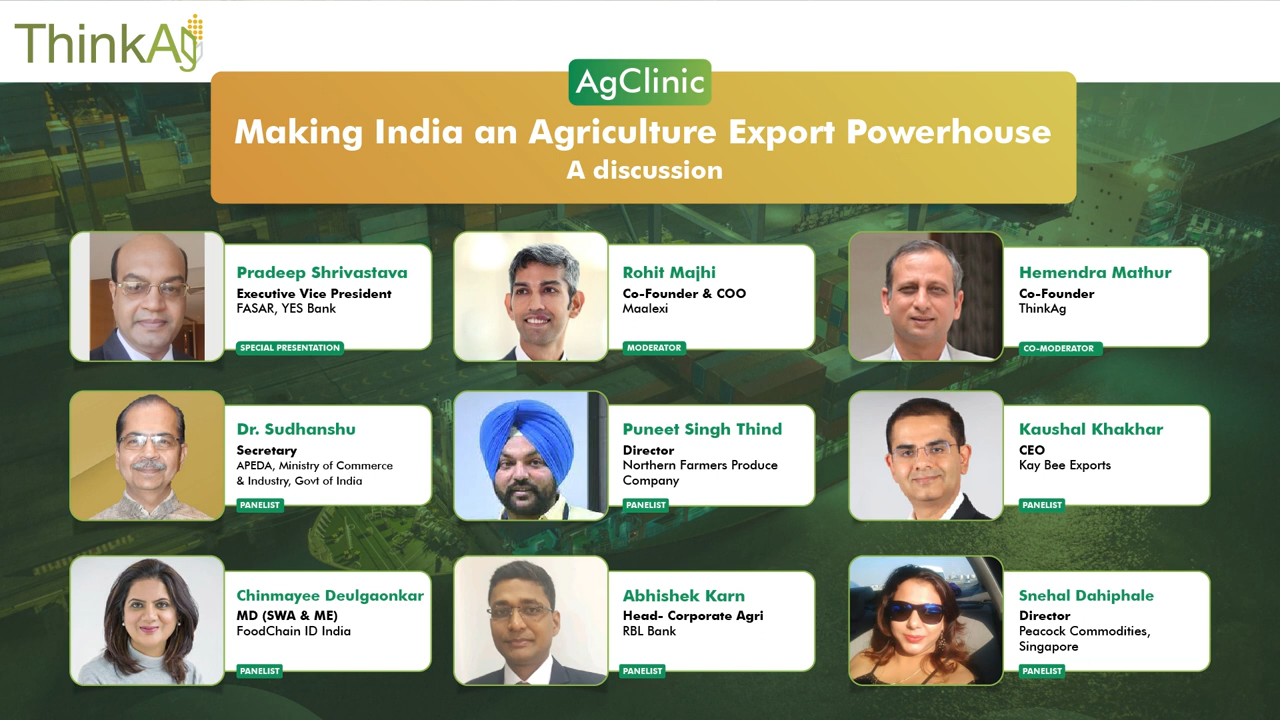 ThinkAg
AgClinic
Making India an Agriculture Export Powerhouse
A discussion
Pradeep Shrivastava
Executive Vice President
FASAR, YES Bank
SPECIAL PRESENTATION
Rohit Majhi
Co-Founder & COO
Maalexi
MODERATOR
Hemendra Mathur
Co-Founder
ThinkAg
CO-MODERATOR
Dr. Sudhanshu
Secretary
APEDA, Ministry of Commerce
& Industry, Govt of India
PANELIST
Puneet Singh Thind
Director
Northern Farmers Produce
Company
PANELIST
Kaushal Khakhar
CEO
Kay Bee Exports
PANELIST
Chinmayee Deulgaonkar
MD (SWA & ME)
FoodChain ID India
PANELIST
Abhishek Karn
Head- Corporate Agri
RBL Bank
PANELIST
Snehal Dahiphale
Director
Peacock Commodities,
Singapore
PANELIST